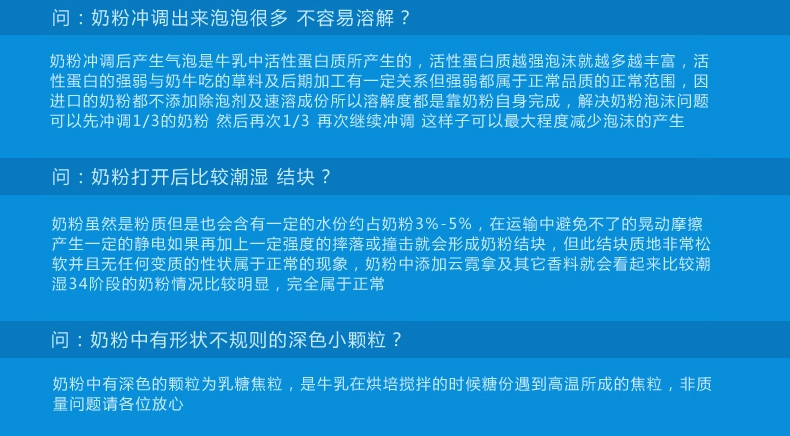 问：奶粉冲调出来泡泡很多 不容易溶解？
奶粉冲调后产生气泡是牛乳中活性蛋白质所产生的，活性蛋白质越强泡沫就越多越丰富，活
性蛋白的强弱与奶牛吃的草料及后期加工有一定关系但强弱都属于正常品质的正常范围，因
进口的奶粉都不添加除泡剂及速溶成份所以溶解度都是靠奶粉自身完成，解决奶粉泡沫问题
可以先冲调1/3的奶粉 然后再次1/3 再次继续冲调 这样子可以最大程度减少泡沫的产生
问：奶粉打开后比较潮湿 结块？
奶粉虽然是粉质但是也会含有一定的水份约占奶粉3%-5%，在运输中避免不了的晃动摩擦
产生一定的静电如果再加上一定强度的摔落或撞击就会形成奶粉结块，但此结块质地非常松
软并且无任何变质的性状属于正常的现象，奶粉中添加云霓拿及其它香料就会看起来比较潮
湿34阶段的奶粉情况比较明显，完全属于正常
问：奶粉中有形状不规则的深色小颗粒？
奶粉中有深色的颗粒为乳糖焦粒，是牛乳在烘培搅拌的时候糖份遇到高温所成的焦粒，非质
量问题请各位放心